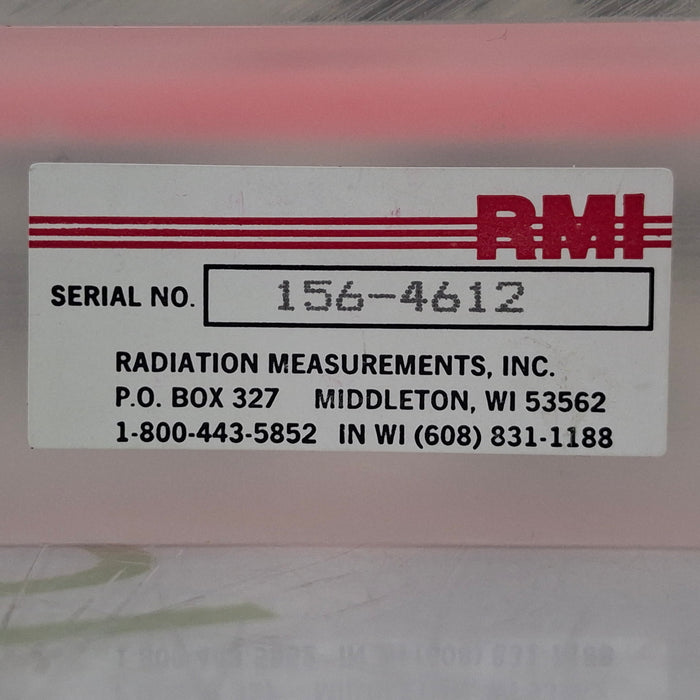 RMI
SERIAL NO. 156-4612
RADIATION MEASUREMENTS, INC.
P.O. BOX 327 MIDDLETON, WI 53562
1-800-443-5852 IN WI (608) 831-1188